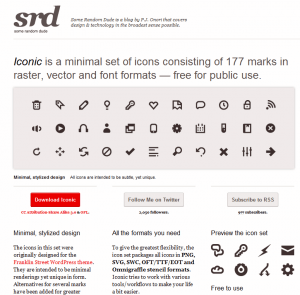 srd
some random dude
Some Random Dude is a blog by P.J. Onori that covers
design & technology in the broadest sense possible.
Iconic is a minimal set of icons consisting of 177 marks in
raster, vector and font formats — free for public use.
Minimal, stylized design All icons are intended to be subtle, yet unique.
Download Iconic
Follow Me on Twitter
Subscribe to RSS
CC Attribution-Share Alike 3.0 &
followers.
subscribers.
Minimal, stylized design
All the formats you need
Preview the icon set
The icons in this set were
originally designed for the
Franklin Street WordPress theme.
They are intended to be minimal
renderings yet unique in form.
Alternatives for several marks
have been added for greater
To give the greatest flexibility, the
icon set packages all icons in PNG,
SVG, SWC, OFT/TTF/EOT and
Omnigraffle stencil formats.
Iconic tries to work with various
tools/workflows to make your life
a bit easier.
Free to use